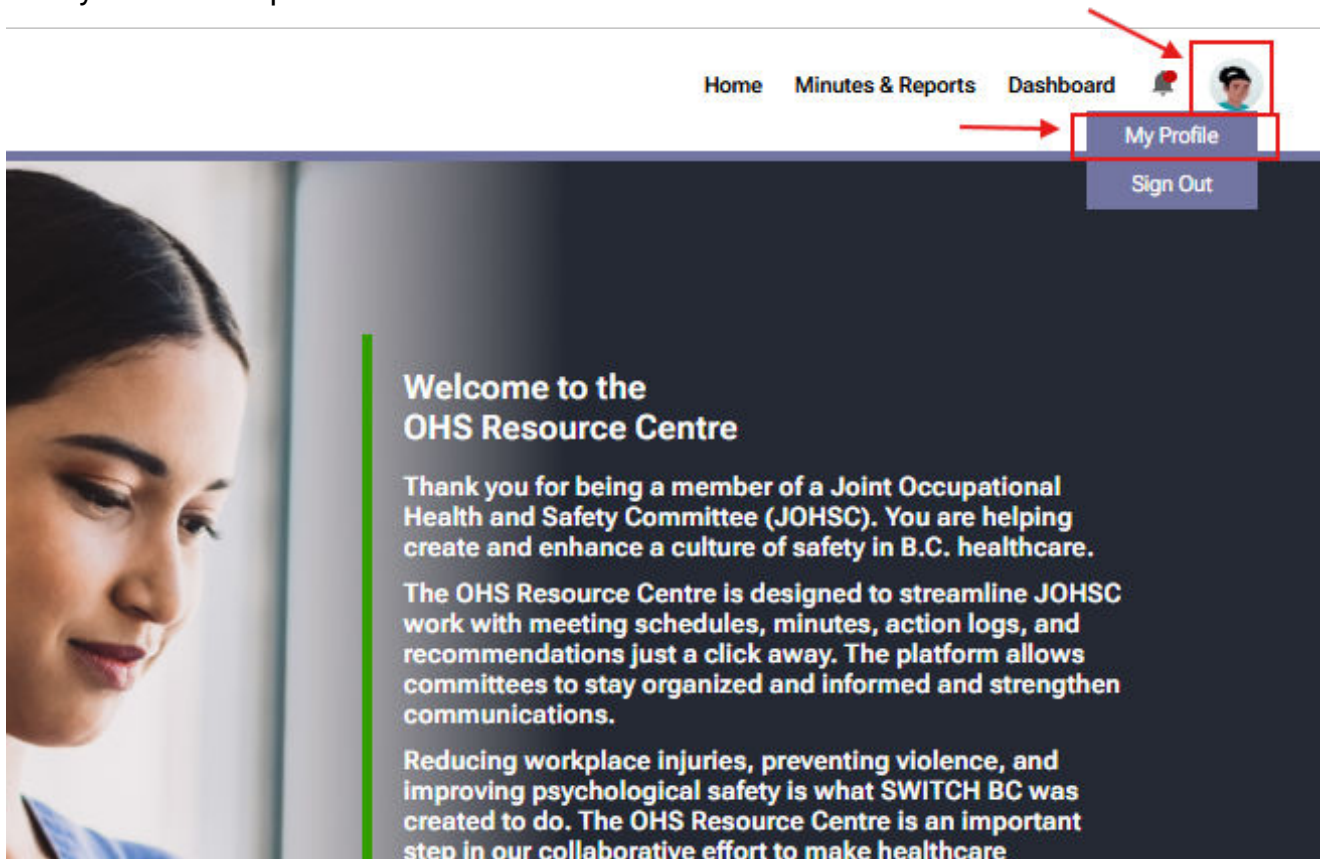 Home Minutes & Reports Dashboard
My Profile
Sign Out
Welcome to the
OHS Resource Centre
Thank you for being a member of a Joint Occupational
Health and Safety Committee (JOHSC). You are helping
create and enhance a culture of safety in B.C. healthcare.
The OHS Resource Centre is designed to streamline JOHSC
work with meeting schedules, minutes, action logs, and
recommendations just a click away. The platform allows
committees to stay organized and informed and strengthen
communications.
Reducing workplace injuries, preventing violence, and
improving psychological safety is what SWITCH BC was
created to do. The OHS Resource Centre is an important
step in our collaborative effort to make healthcare